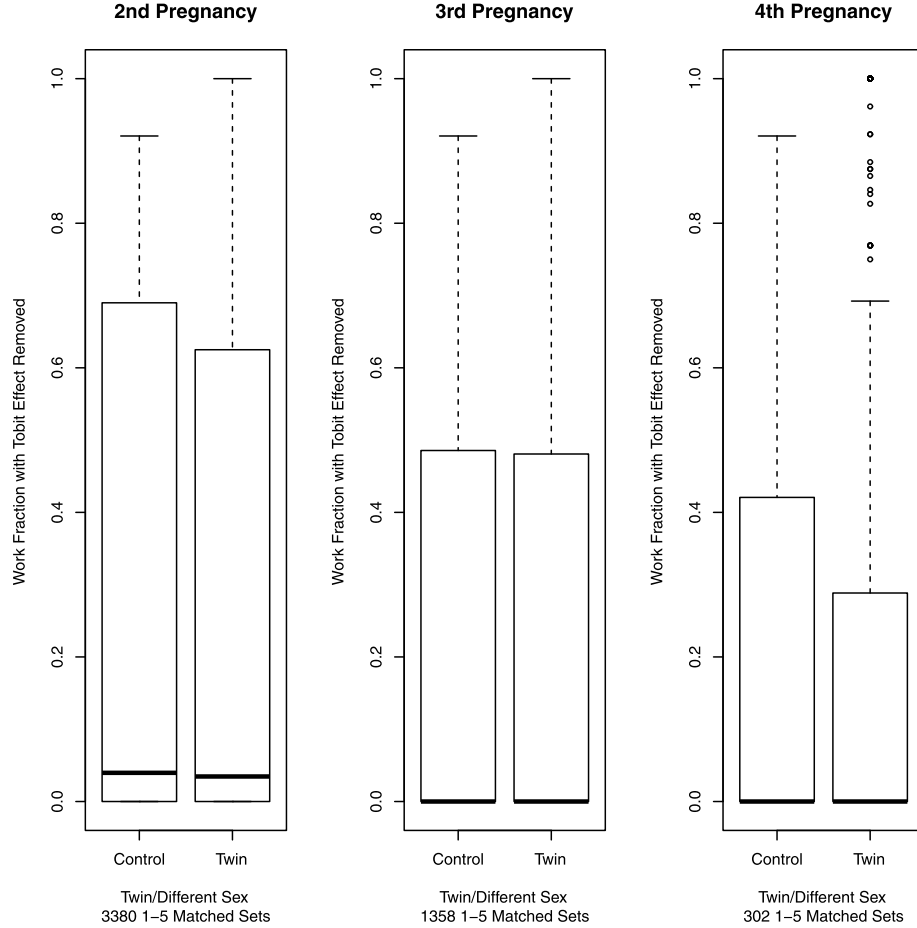 2nd Pregnancy
3rd Pregnancy
4th Pregnancy
Work Fraction with Tobit Effect Removed
1.0
0.8
0.6
0.4
0.2
0.0
Control Twin
Twin/Different Sex
3380 1−5 Matched Sets
Work Fraction with Tobit Effect Removed
1.0
0.8
0.6
0.4
0.2
0.0
Control Twin
Twin/Different Sex
1358 1−5 Matched Sets
Work Fraction with Tobit Effect Removed
1.0
0.8
0.6
0.4
0.2
0.0
Control Twin
Twin/Different Sex
302 1−5 Matched Sets